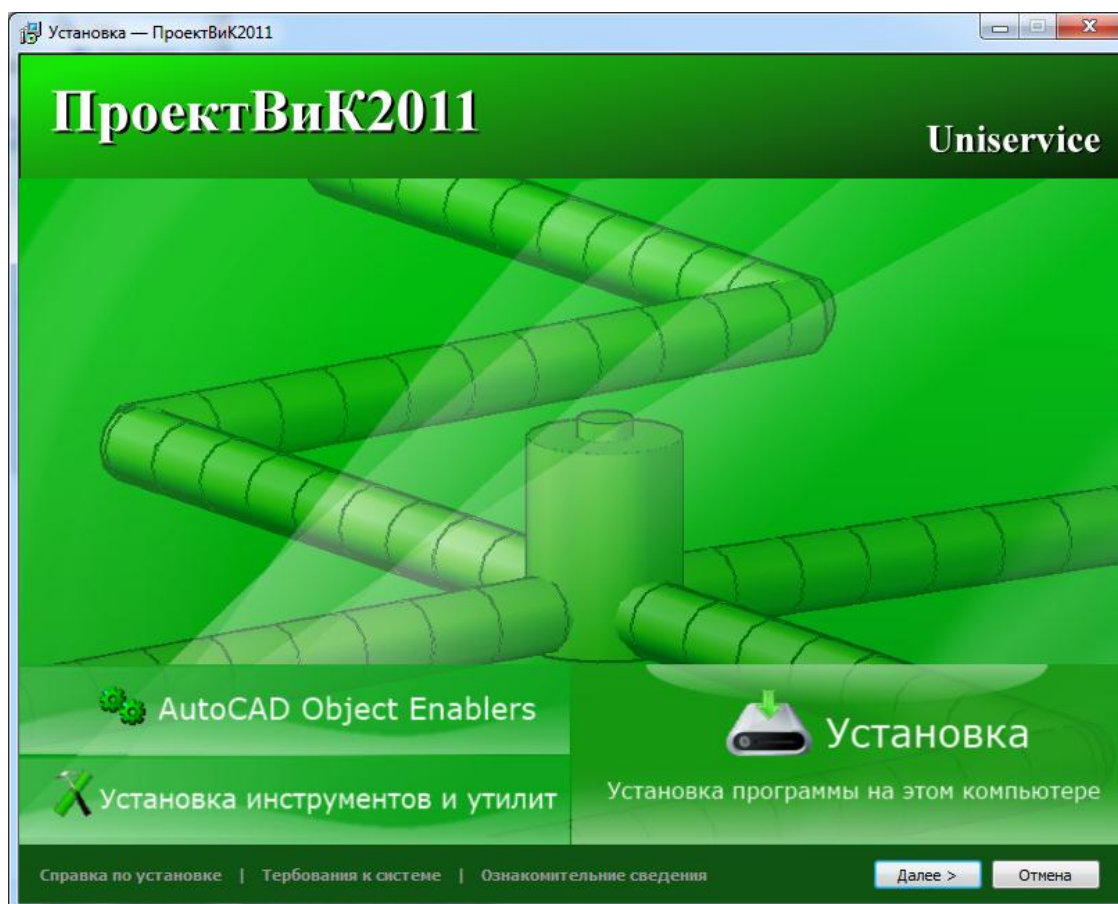 Установка — ПроектВиК2011
ПроектВиК2011
Uniservice
AutoCAD Object Enablers
Установка инструментов и утилит
Установка
Установка программы на этом компьютере
Справка по установке | Тербования к системе | Ознакомительние сведения
Далее >
Отмена